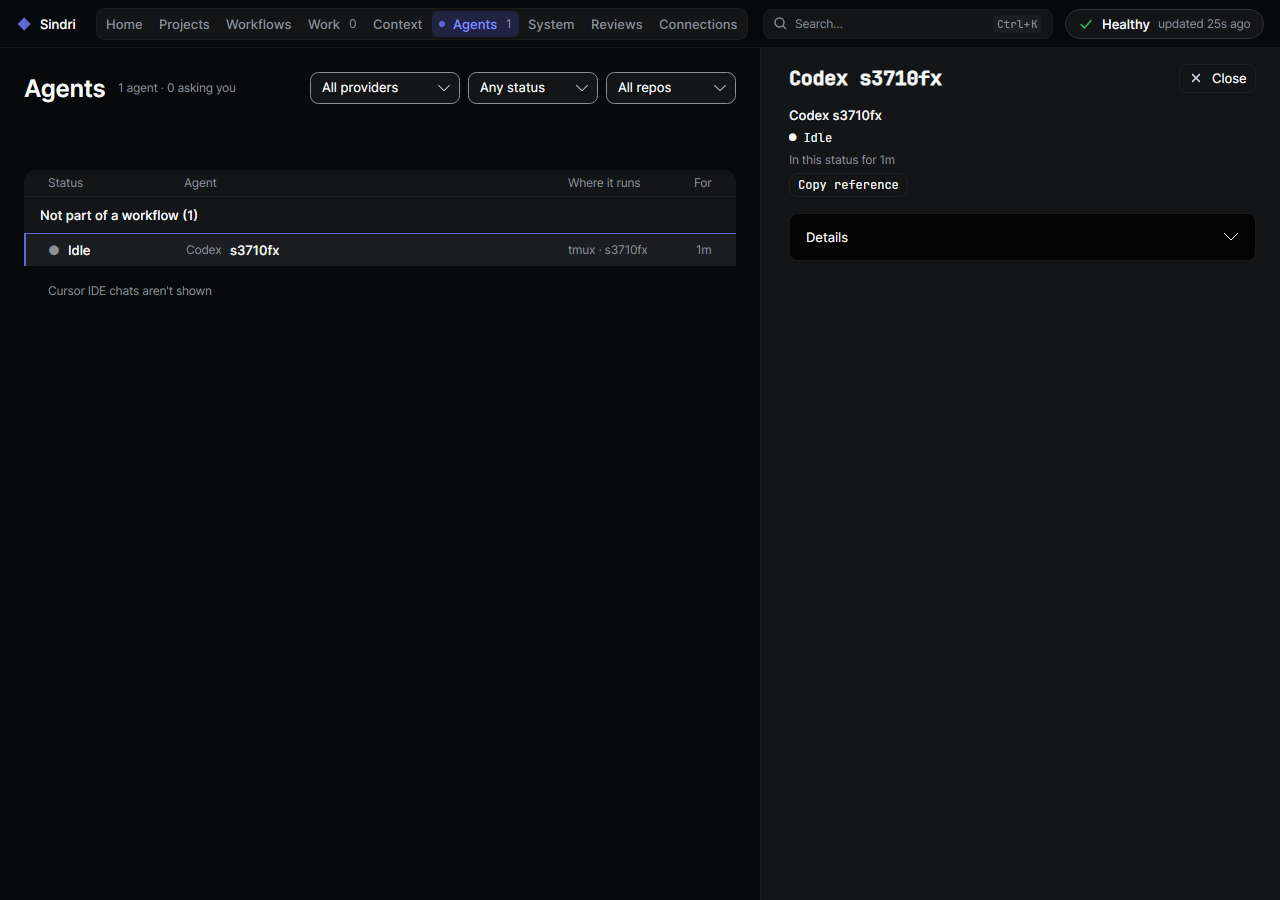 Sindri Home Projects Workflows Work 0 Context Agents 1 System Reviews Connections Search... Ctrl+K Healthy updated 25s ago
Agents 1 agent · 0 asking you All providers Any status All repos
Status Agent Where it runs For
Not part of a workflow (1)
Idle Codex s3710fx tmux · s3710fx 1m
Cursor IDE chats aren't shown
Codex s3710fx Close
Codex s3710fx
Idle
In this status for 1m
Copy reference
Details